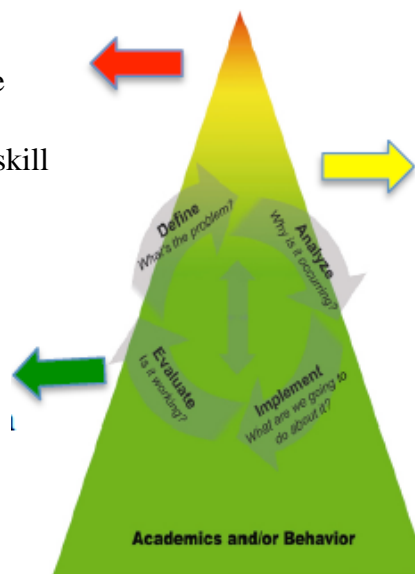 e
skill
Define
What's the problem?
Analyze
Why is it occurring?
Implement
What are we going to
do about it?
Evaluate
Is it working?
Academics and/or Behavior